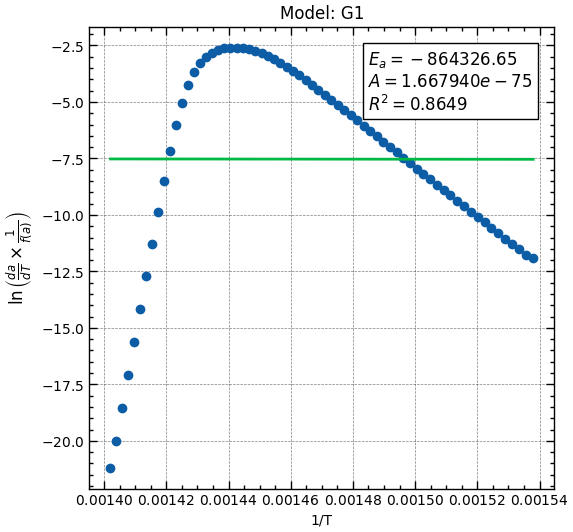 Model: G1
E_a = −864326.65
A = 1.667940e − 75
R² = 0.8649
ln(da/dT × 1/f(a))
−2.5
−5.0
−7.5
−10.0
−12.5
−15.0
−17.5
−20.0
0.00140 0.00142 0.00144 0.00146 0.00148 0.00150 0.00152 0.00154
1/T